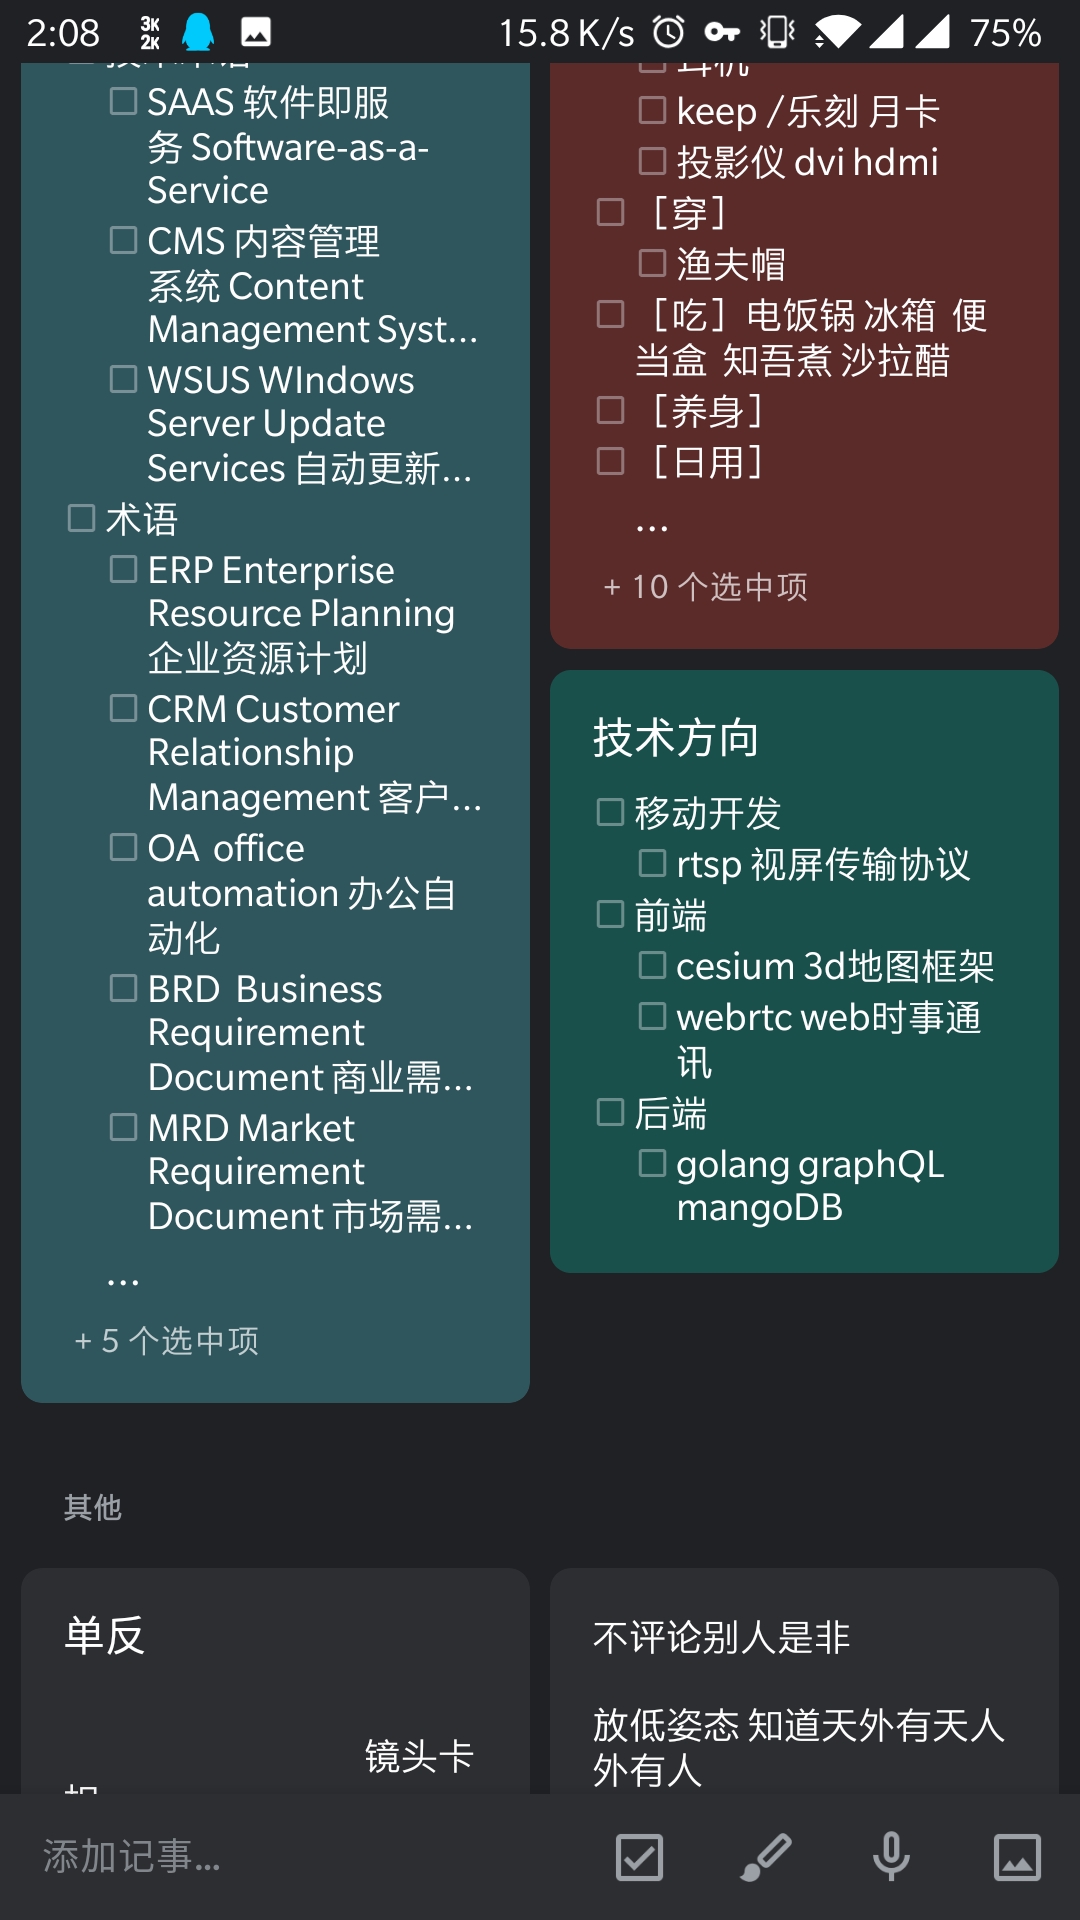 2:08
3K
2K
15.8 K/s
75%
SAAS 软件即服
务 Software-as-a-
Service
CMS 内容管理
系统 Content
Management Syst...
WSUS WIndows
Server Update
Services 自动更新...
术语
ERP Enterprise
Resource Planning
企业资源计划
CRM Customer
Relationship
Management 客户...
OA office
automation 办公自
动化
BRD Business
Requirement
Document 商业需...
MRD Market
Requirement
Document 市场需...
...
+ 5 个选中项
耳机
keep /乐刻 月卡
投影仪 dvi hdmi
［穿］
渔夫帽
［吃］电饭锅 冰箱 便
当盒 知吾煮 沙拉醋
［养身］
［日用］
...
+ 10 个选中项
技术方向
移动开发
rtsp 视屏传输协议
前端
cesium 3d地图框架
webrtc web时事通
讯
后端
golang graphQL
mangoDB
其他
单反
镜头卡
不评论别人是非
放低姿态 知道天外有天人
外有人
添加记事...